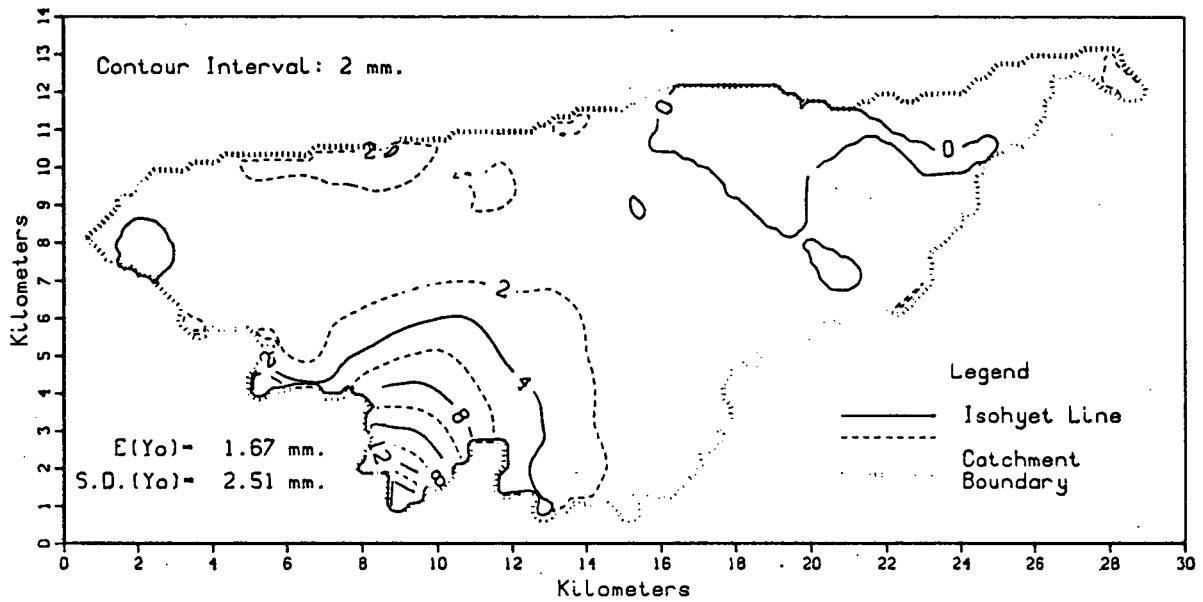 Contour Interval: 2 mm.
14
13
12
11
10
9
8
7
6
5
4
3
2
1
0
Kilometers
0
0
2
2
2
4
8
8
E(Yo)= 1.67 mm.
S.D.(Yo)= 2.51 mm.
Legend
Isohyet Line
Catchment
Boundary
0 2 4 6 8 10 12 14 16 18 20 22 24 26 28 30
Kilometers